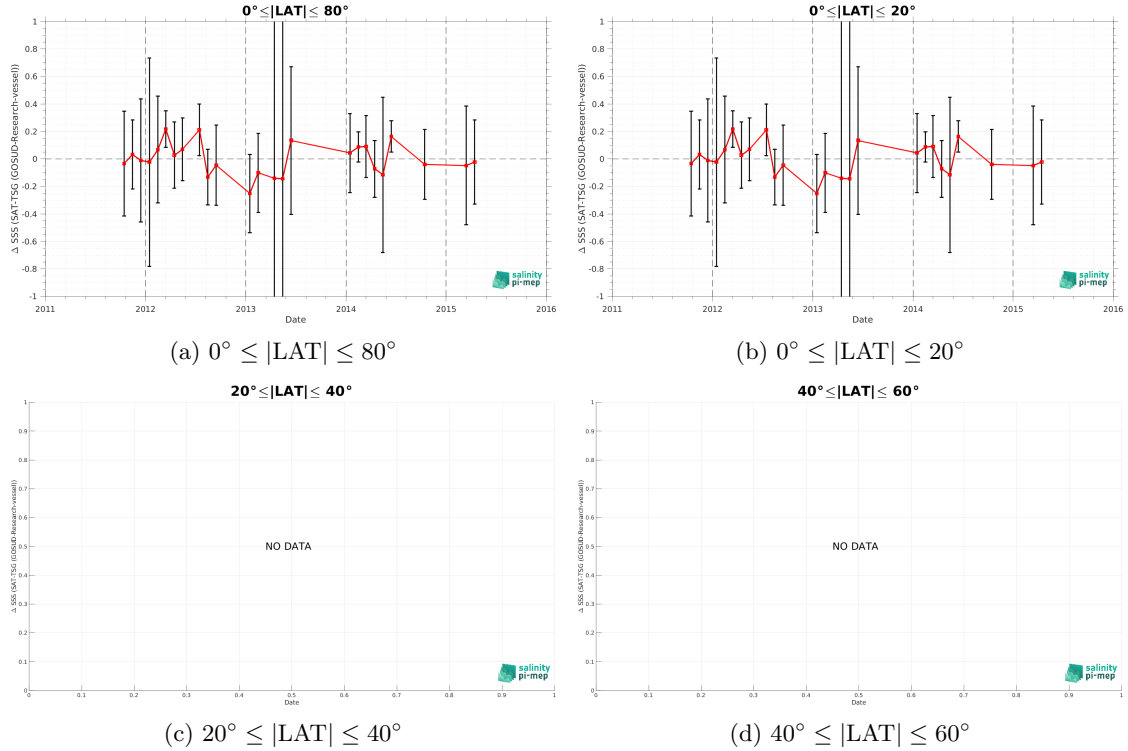 0°≤|LAT|≤ 80°
Δ SSS (SAT-TSG (GOSUD-Research-vessel))
1
0.8
0.6
0.4
0.2
0
-0.2
-0.4
-0.6
-0.8
-1
2011 2012 2013 2014 2015 2016
Date
salinity
pi-mep
(a) 0° ≤ |LAT| ≤ 80°
0°≤|LAT|≤ 20°
Δ SSS (SAT-TSG (GOSUD-Research-vessel))
1
0.8
0.6
0.4
0.2
0
-0.2
-0.4
-0.6
-0.8
-1
2011 2012 2013 2014 2015 2016
Date
salinity
pi-mep
(b) 0° ≤ |LAT| ≤ 20°
20°≤|LAT|≤ 40°
Δ SSS (SAT-TSG (GOSUD-Research-vessel))
1
0.9
0.8
0.7
0.6
0.5
0.4
0.3
0.2
0.1
0
NO DATA
0 0.1 0.2 0.3 0.4 0.5 0.6 0.7 0.8 0.9 1
Date
salinity
pi-mep
(c) 20° ≤ |LAT| ≤ 40°
40°≤|LAT|≤ 60°
Δ SSS (SAT-TSG (GOSUD-Research-vessel))
1
0.9
0.8
0.7
0.6
0.5
0.4
0.3
0.2
0.1
0
NO DATA
0 0.1 0.2 0.3 0.4 0.5 0.6 0.7 0.8 0.9 1
Date
salinity
pi-mep
(d) 40° ≤ |LAT| ≤ 60°